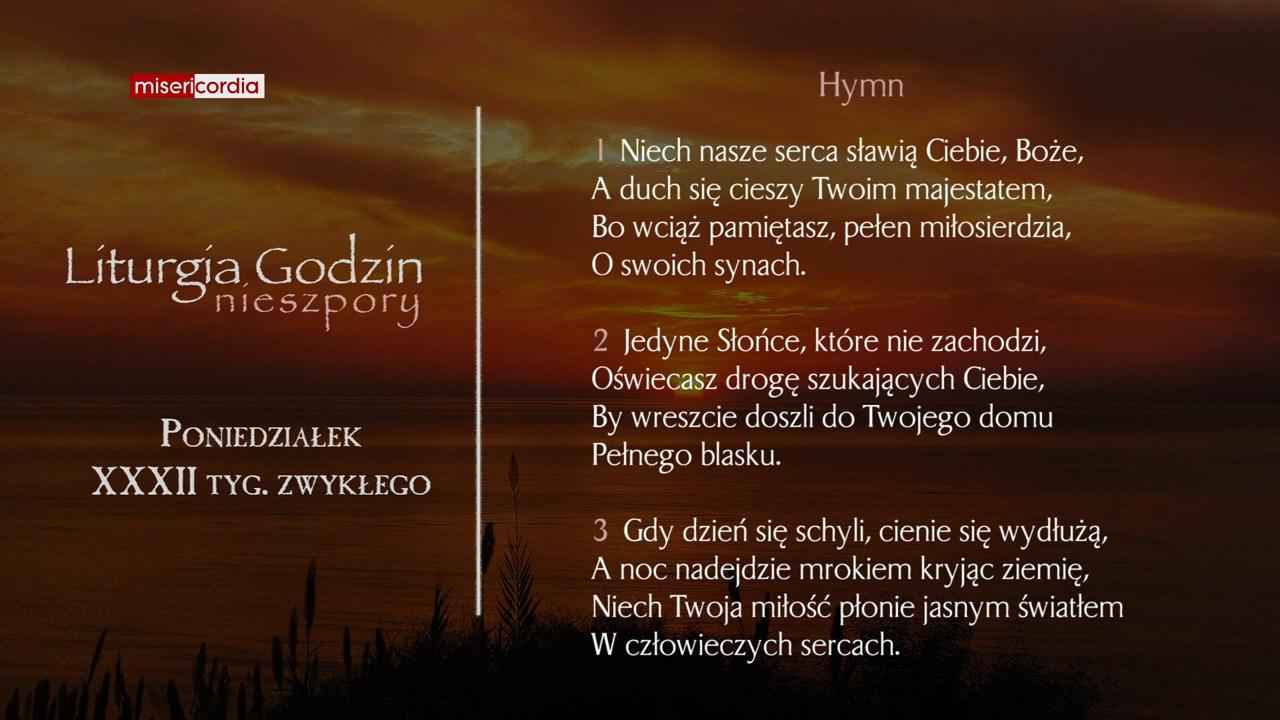 misericordia
Liturgia Godzin
nieszpory
Poniedziałek
XXXII tyg. zwykłego
Hymn
1 Niech nasze serca sławią Ciebie, Boże,
A duch się cieszy Twoim majestatem,
Bo wciąż pamiętasz, pełen miłosierdzia,
O swoich synach.
2 Jedyne Słońce, które nie zachodzi,
Oświecasz drogę szukających Ciebie,
By wreszcie doszli do Twojego domu
Pełnego blasku.
3 Gdy dzień się schyli, cienie się wydłużą,
A noc nadejdzie mrokiem kryjąc ziemię,
Niech Twoja miłość płonie jasnym światłem
W człowieczych sercach.